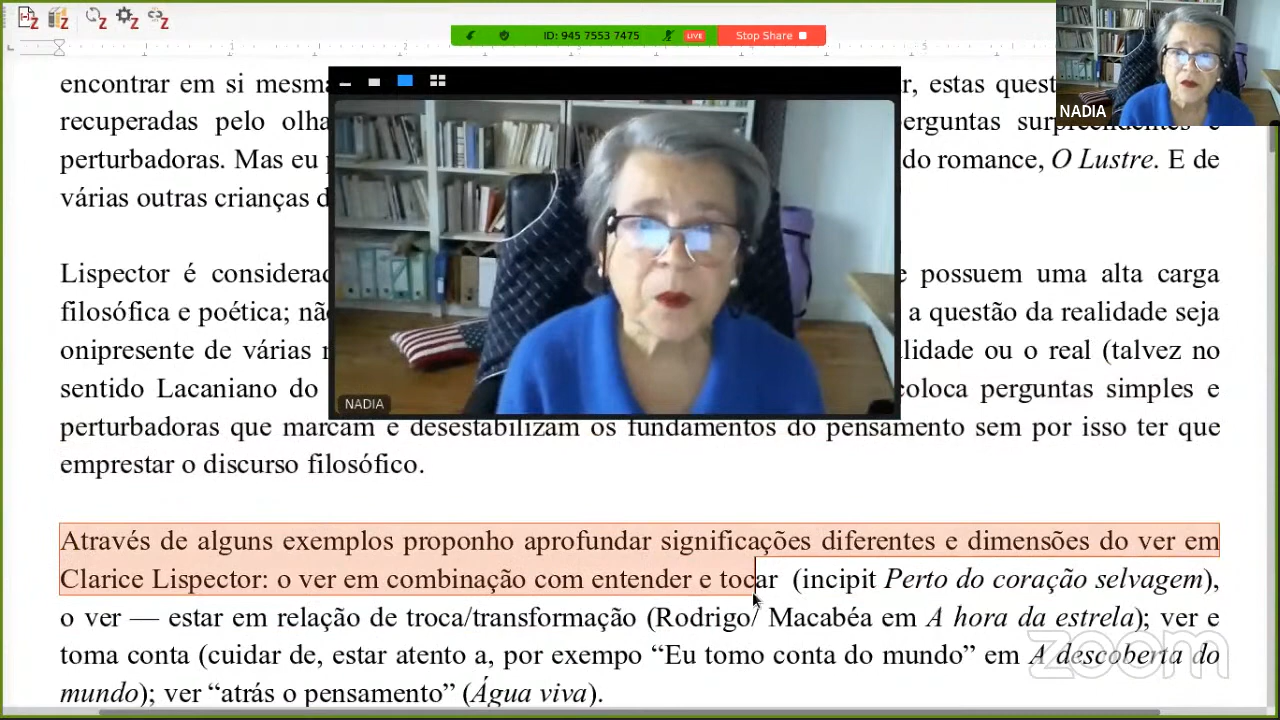 ID: 945 7553 7475 LIVE Stop Share
NADIA
NADIA
encontrar em si mesma r, estas quest
recuperadas pelo olha perguntas surpreendentes e
perturbadoras. Mas eu p do romance, O Lustre. E de
várias outras crianças d
Lispector é considerad e possuem uma alta carga
filosófica e poética; nã a questão da realidade seja
onipresente de várias alidade ou o real (talvez no
sentido Lacaniano do coloca perguntas simples e
perturbadoras que marcam e desestabilizam os fundamentos do pensamento sem por isso ter que
emprestar o discurso filosófico.
Através de alguns exemplos proponho aprofundar significações diferentes e dimensões do ver em
Clarice Lispector: o ver em combinação com entender e tocar (incipit Perto do coração selvagem),
o ver — estar em relação de troca/transformação (Rodrigo/ Macabéa em A hora da estrela); ver e
toma conta (cuidar de, estar atento a, por exempo “Eu tomo conta do mundo” em A descoberta do
mundo); ver “atrás o pensamento” (Água viva).
zoom